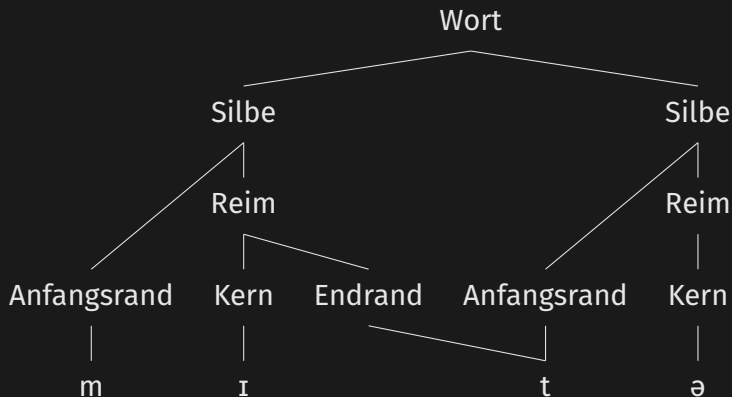 Wort
Silbe Silbe
Reim Reim
Anfangsrand Kern Endrand Anfangsrand Kern
m ɪ t ə